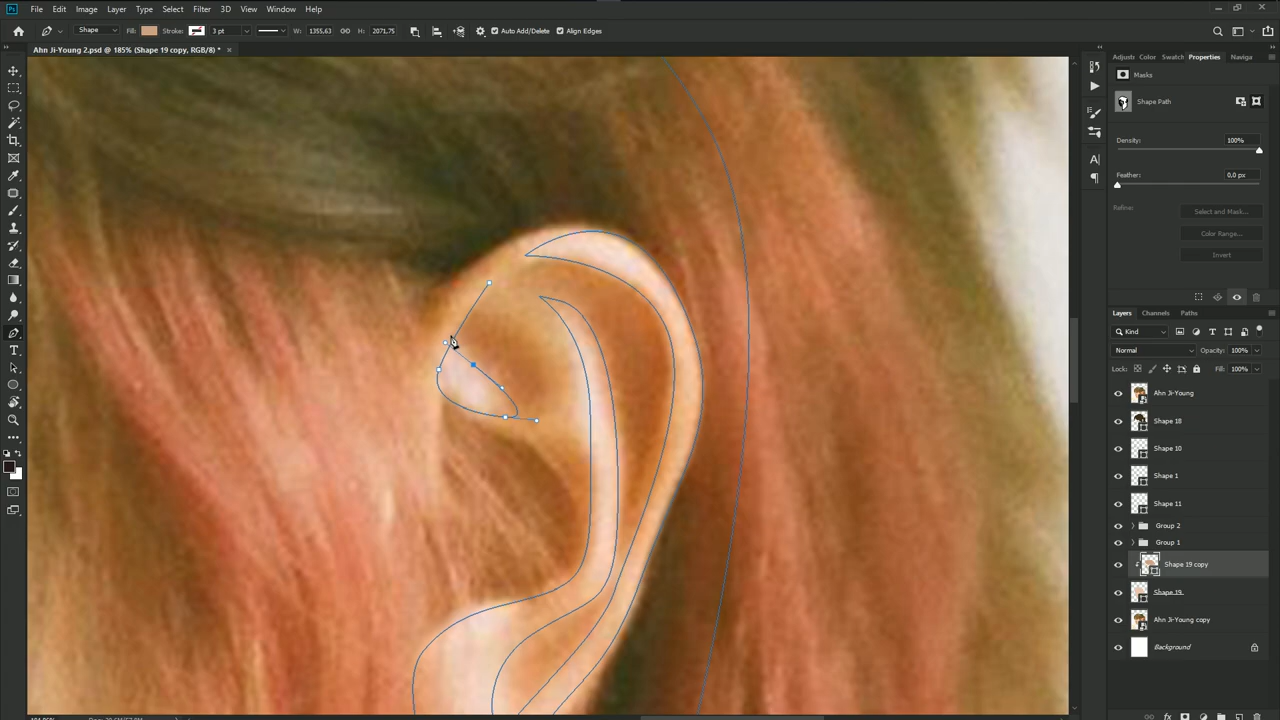 Ps File Edit Image Layer Type Select Filter 3D View Window Help
Shape Fill: Stroke: 3 pt W: 1355,63 H: 2071,75 Auto Add/Delete Align Edges
Ahn Ji-Young 2.psd @ 185% (Shape 19 copy, RGB/8) * ×
Adjustr Color Swatch Properties Naviga
Masks
Shape Path
Density: 100%
Feather: 0,0 px
Refine: Select and Mask...
Color Range...
Invert
Layers Channels Paths
Kind T
Normal Opacity: 100%
Lock: Fill: 100%
Ahn Ji-Young
Shape 18
Shape 10
Shape 1
Shape 11
Group 2
Group 1
Shape 19 copy
Shape 19
Ahn Ji-Young copy
Background
fx